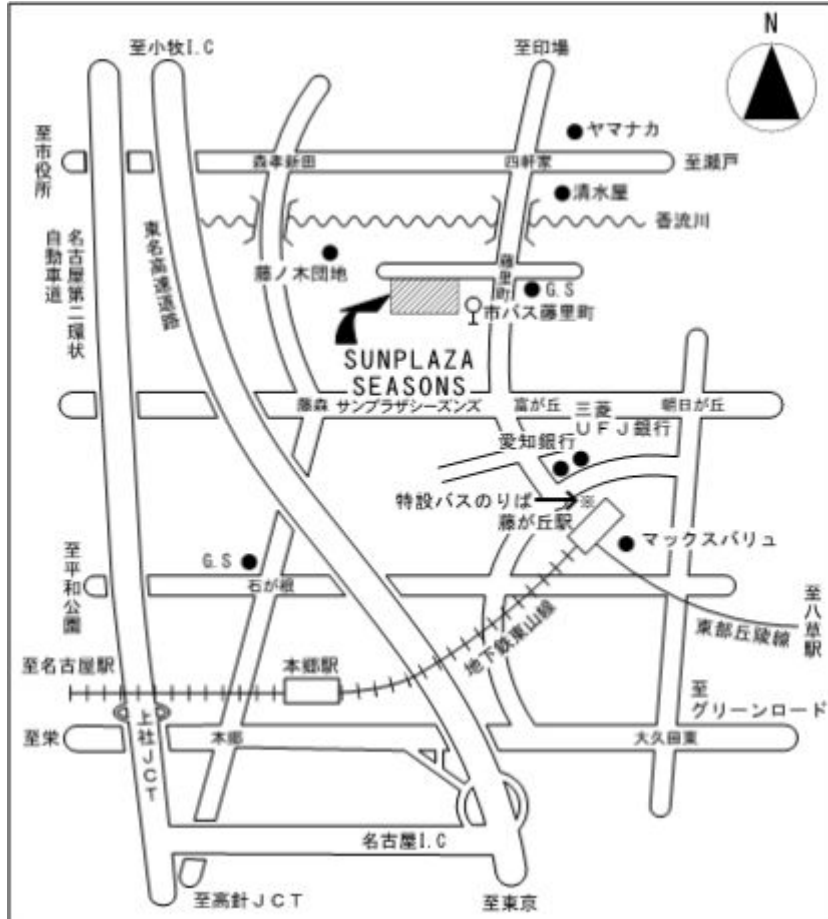 至小牧I.C
至印場
N
ヤマナカ
至市役所
森孝新田
四軒家
至瀬戸
清水屋
香流川
名古屋第二環状
自動車道
東名高速道路
藤ノ木団地
藤里町
G.S
市バス藤里町
SUNPLAZA
SEASONS
藤森
サンプラザシーズンズ
富が丘
三菱
UFJ銀行
朝日が丘
愛知銀行
特設バスのりば
※
藤が丘駅
マックスバリュ
至平和公園
G.S
石が根
至八草駅
東部丘陵線
地下鉄東山線
至名古屋駅
本郷駅
至
グリーンロード
至栄
上社JCT
本郷
大久田東
名古屋I.C
至高針JCT
至東京